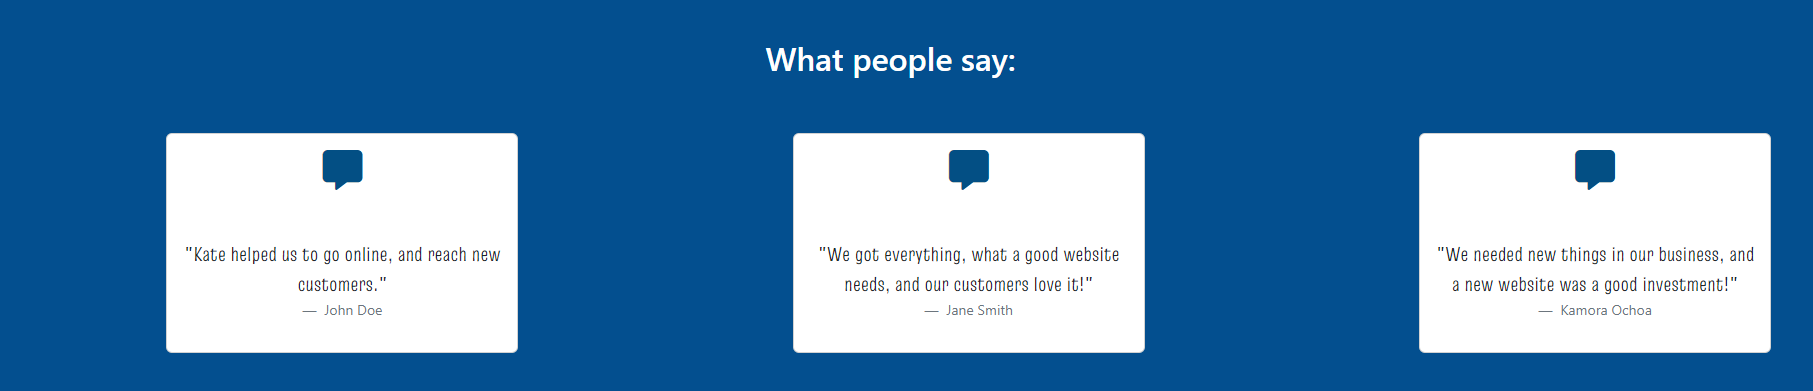 What people say:
"Kate helped us to go online, and reach new
customers."
— John Doe
"We got everything, what a good website
needs, and our customers love it!"
— Jane Smith
"We needed new things in our business, and
a new website was a good investment!"
— Kamora Ochoa